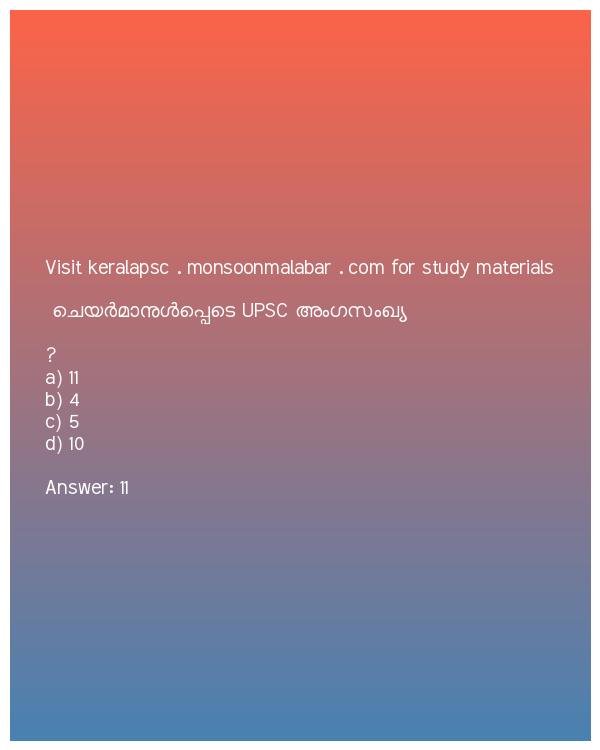 Visit keralapsc . monsoonmalabar . com for study materials
ചെയർമാനുൾപ്പെടെ UPSC അംഗസംഖ്യ
?
a) 11
b) 4
c) 5
d) 10
Answer: 11